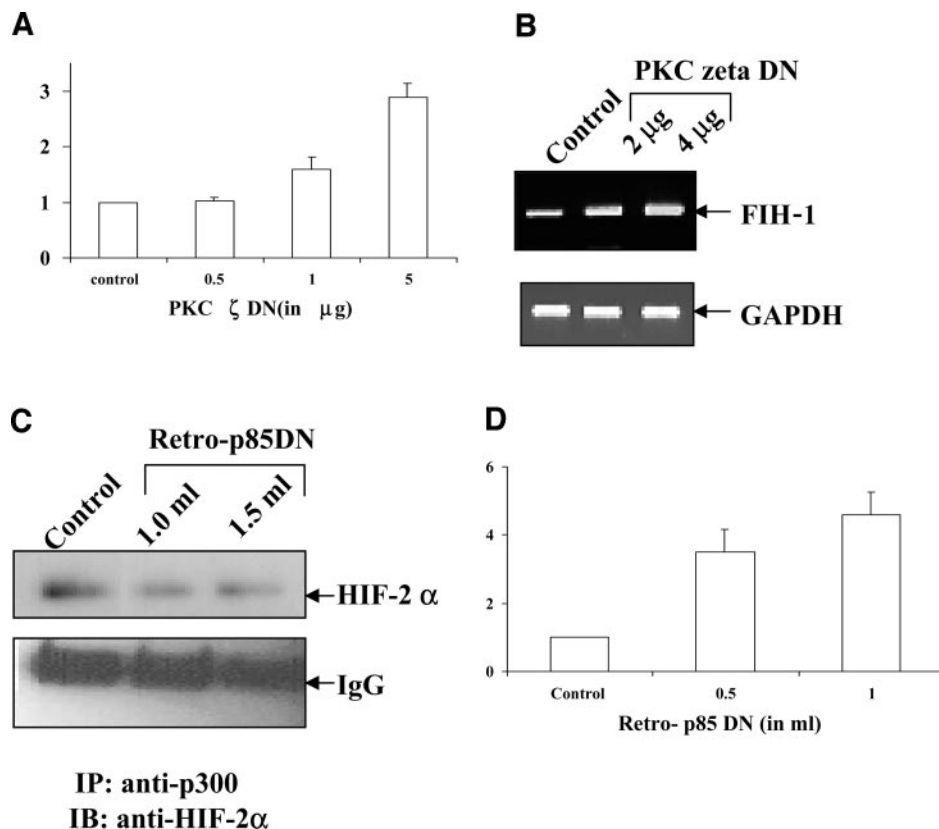 A
3
2
1
0
control 0.5 1 5
PKC ζ DN(in μg)
B
PKC zeta DN
Control 2 μg 4 μg
FIH-1
GAPDH
C
Retro-p85DN
Control 1.0 ml 1.5 ml
HIF-2 α
IgG
IP: anti-p300
IB: anti-HIF-2α
D
6
4
2
0
Control 0.5 1
Retro- p85 DN (in ml)